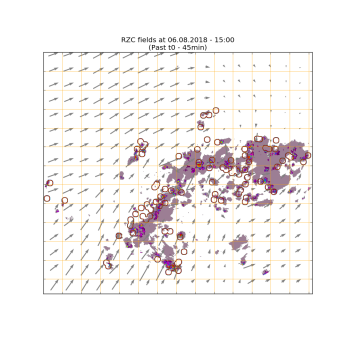 RZC fields at 06.08.2018 - 15:00
(Past t0 - 45min)